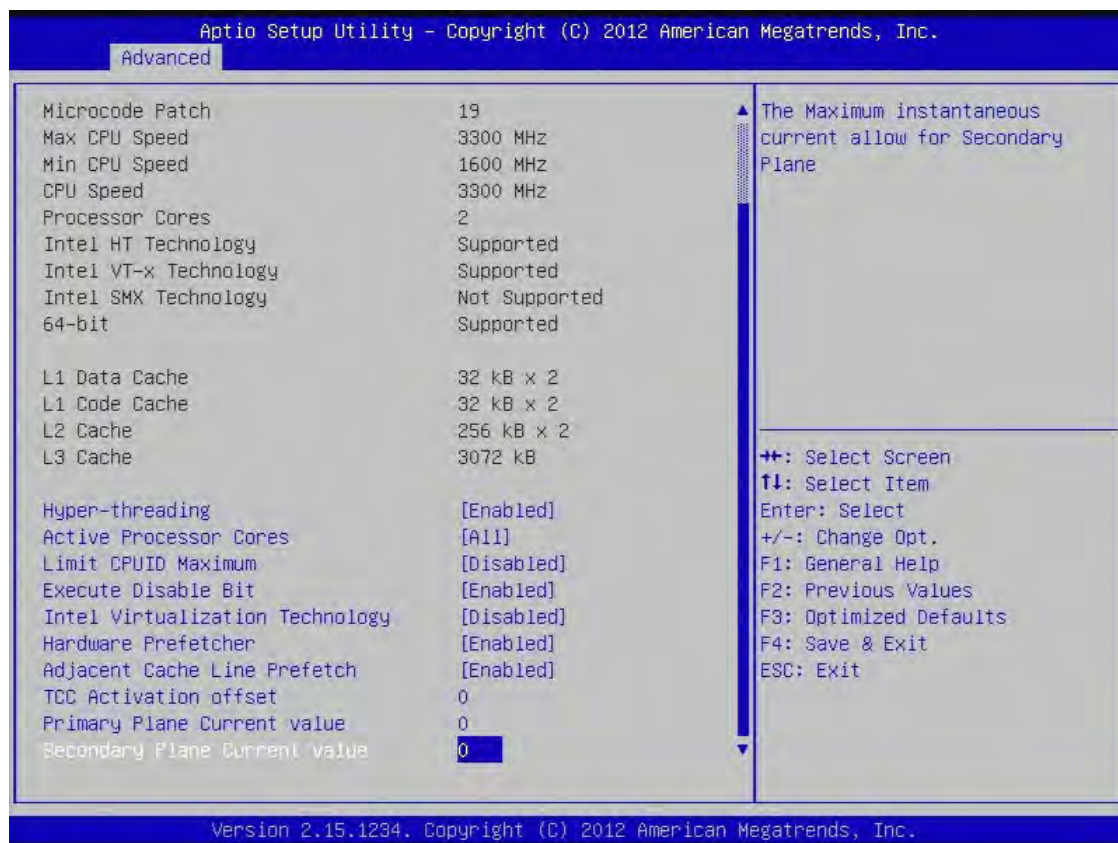 Aptio Setup Utility – Copyright (C) 2012 American Megatrends, Inc.
Advanced
Microcode Patch 19
Max CPU Speed 3300 MHz
Min CPU Speed 1600 MHz
CPU Speed 3300 MHz
Processor Cores 2
Intel HT Technology Supported
Intel VT-x Technology Supported
Intel SMX Technology Not Supported
64-bit Supported
L1 Data Cache 32 kB x 2
L1 Code Cache 32 kB x 2
L2 Cache 256 kB x 2
L3 Cache 3072 kB
Hyper-threading [Enabled]
Active Processor Cores [All]
Limit CPUID Maximum [Disabled]
Execute Disable Bit [Enabled]
Intel Virtualization Technology [Disabled]
Hardware Prefetcher [Enabled]
Adjacent Cache Line Prefetch [Enabled]
TCC Activation offset 0
Primary Plane Current value 0
Secondary Plane Current value 0
The Maximum instantaneous
current allow for Secondary
Plane
→←: Select Screen
↑↓: Select Item
Enter: Select
+/-: Change Opt.
F1: General Help
F2: Previous Values
F3: Optimized Defaults
F4: Save & Exit
ESC: Exit
Version 2.15.1234. Copyright (C) 2012 American Megatrends, Inc.